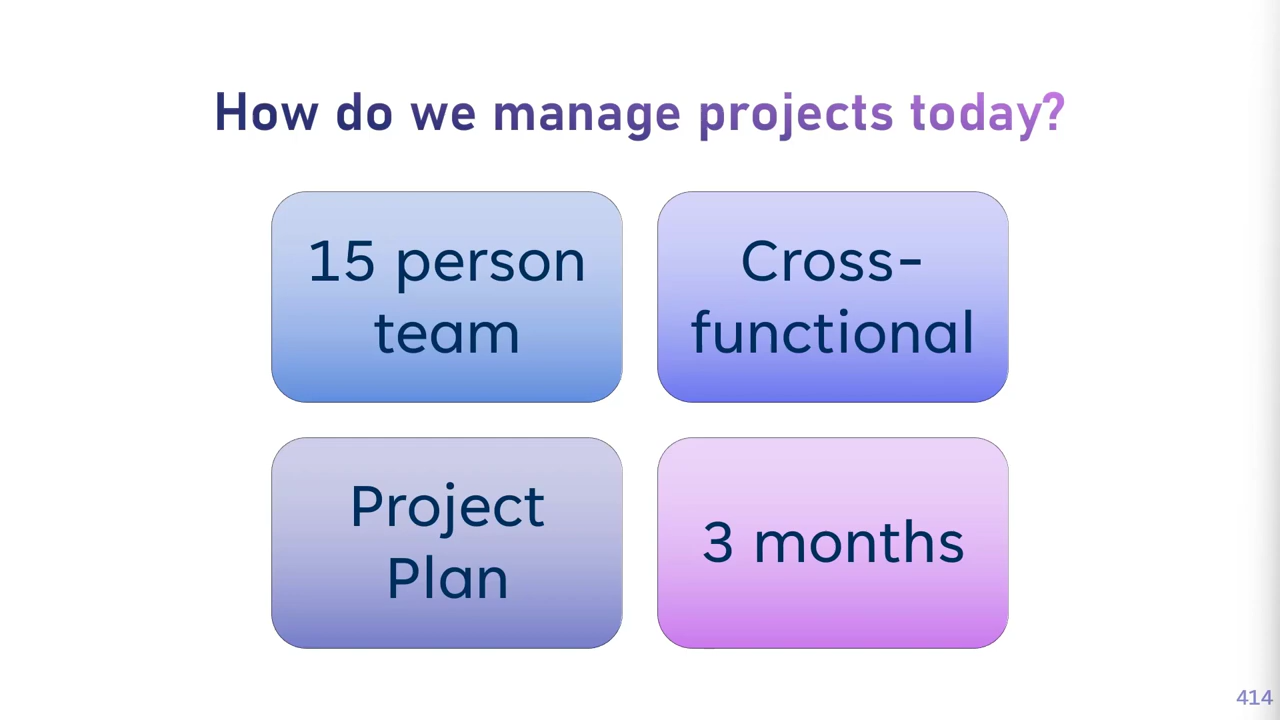 How do we manage projects today?
15 person
team
Cross-
functional
Project
Plan
3 months
414